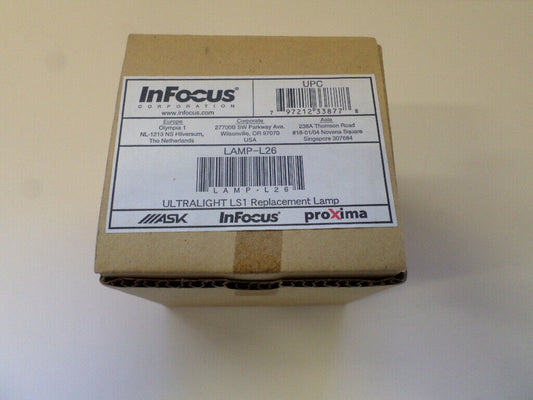 InFocus®
CORPORATION
www.infocus.com
UPC
7 97212 33877 8
Europe
Olympia 1
NL-1213 NS Hilversum,
The Netherlands
Corporate
27700B SW Parkway Ave.
Wilsonville, OR 97070
USA
Asia
238A Thomson Road
#18-01/04 Novena Square
Singapore 307684
LAMP-L26
LAMP-L26
ULTRALIGHT LS1 Replacement Lamp
ASK
InFocus®
proXima